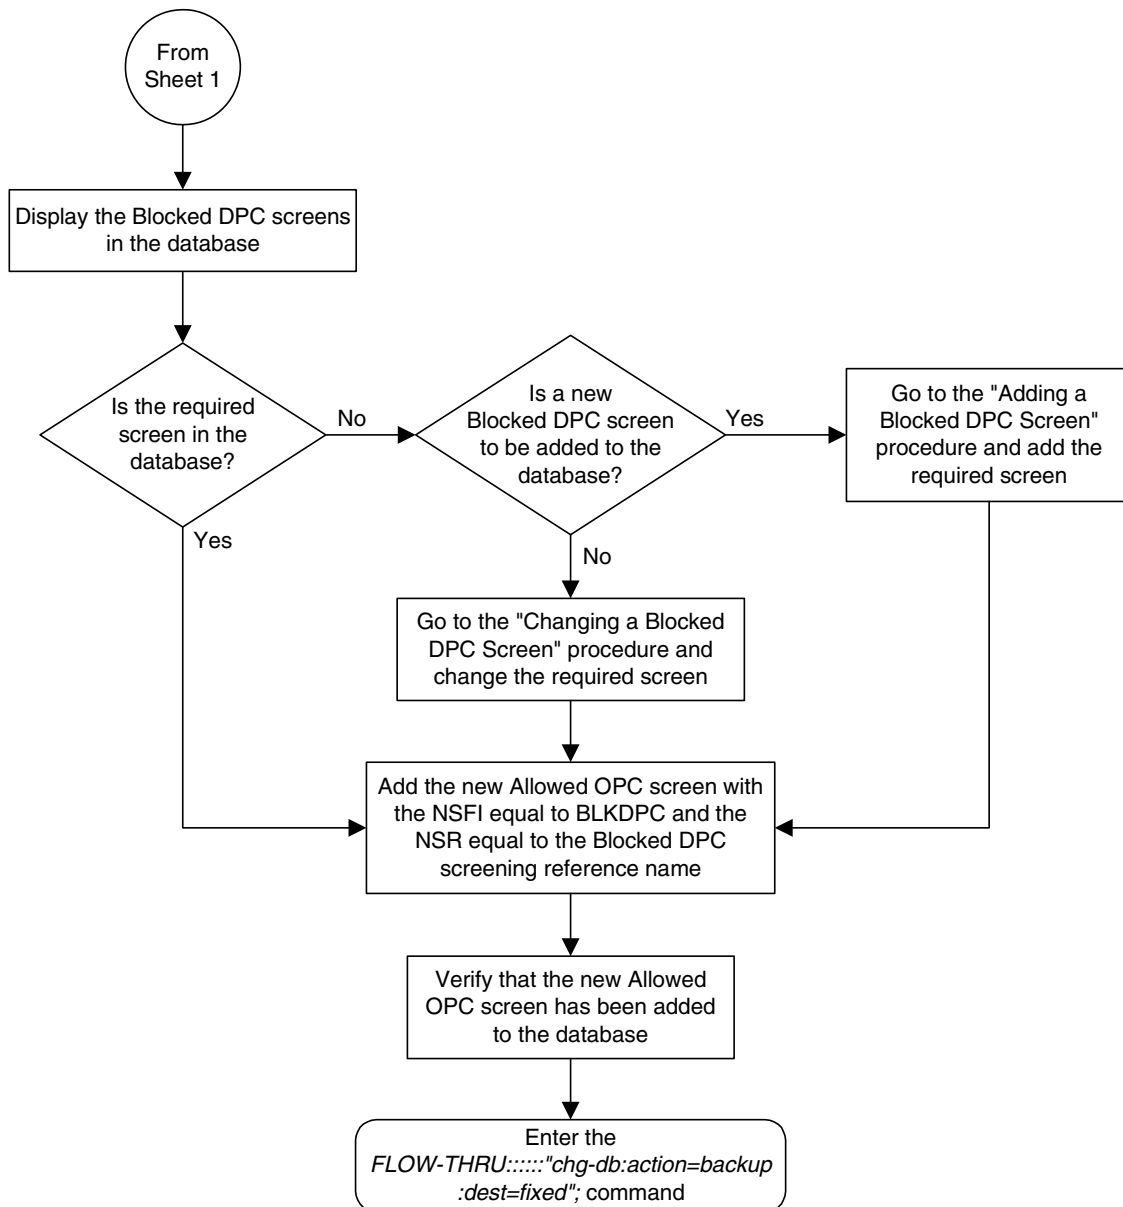 From
Sheet 1
Display the Blocked DPC screens
in the database
Is the required
screen in the
database?
No
Yes
Is a new
Blocked DPC screen
to be added to the
database?
Yes
No
Go to the "Adding a
Blocked DPC Screen"
procedure and add the
required screen
Go to the "Changing a Blocked
DPC Screen" procedure and
change the required screen
Add the new Allowed OPC screen with
the NSFI equal to BLKDPC and the
NSR equal to the Blocked DPC
screening reference name
Verify that the new Allowed
OPC screen has been added
to the database
Enter the
FLOW-THRU::::::"chg-db:action=backup
:dest=fixed"; command